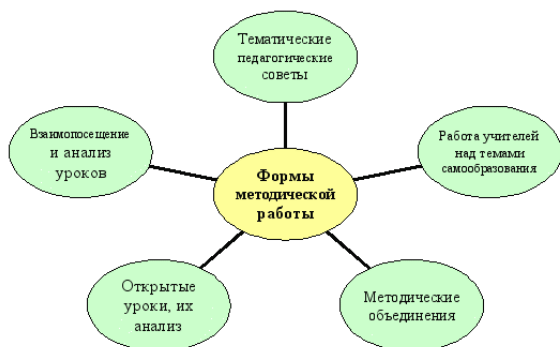 Тематические
педагогические
советы
Взаимопосещение
и анализ
уроков
Работа учителей
над темами
самообразования
Формы
методической
работы
Открытые
уроки, их
анализ
Методические
объединения